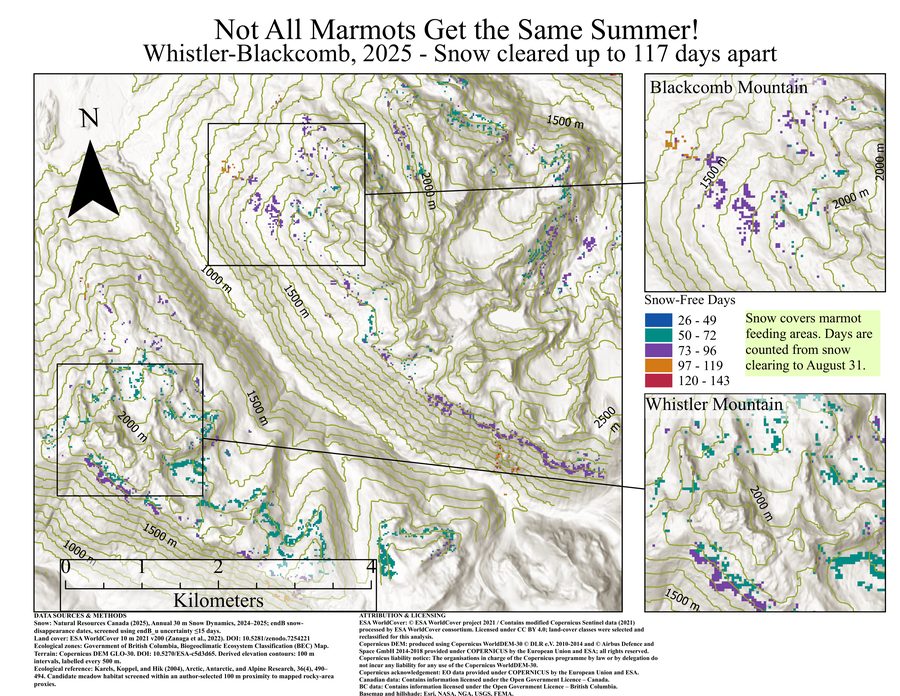 Not All Marmots Get the Same Summer!
Whistler-Blackcomb, 2025 - Snow cleared up to 117 days apart
N
1500 m
2000 m
1000 m
1500 m
1500 m
2000 m
2500
m
1500 m
1000 m
0 1 2 4
Kilometers
Blackcomb Mountain
1500 m
2000 m
2000 m
Snow-Free Days
26 - 49
50 - 72
73 - 96
97 - 119
120 - 143
Snow covers marmot
feeding areas. Days are
counted from snow
clearing to August 31.
Whistler Mountain
2000 m
1500 m
DATA SOURCES & METHODS
Snow: Natural Resources Canada (2025), Annual 30 m Snow Dynamics, 2024–2025; endB snow-
disappearance dates, screened using endB_u uncertainty ≤15 days.
Land cover: ESA WorldCover 10 m 2021 v200 (Zanaga et al., 2022), DOI: 10.5281/zenodo.7254221
Ecological zones: Government of British Columbia, Biogeoclimatic Ecosystem Classification (BEC) Map.
Terrain: Copernicus DEM GLO-30. DOI: 10.5270/ESA-c5d3d65. Derived elevation contours: 100 m
intervals, labelled every 500 m.
Ecological reference: Karels, Koppel, and Hik (2004), Arctic, Antarctic, and Alpine Research, 36(4), 490–
494. Candidate meadow habitat screened within an author-selected 100 m proximity to mapped rocky-area
proxies.
ATTRIBUTION & LICENSING
ESA WorldCover: © ESA WorldCover project 2021 / Contains modified Copernicus Sentinel data (2021)
processed by ESA WorldCover consortium. Licensed under CC BY 4.0; land-cover classes were selected and
reclassified for this analysis.
Copernicus DEM: produced using Copernicus WorldDEM-30 © DLR e.V. 2010-2014 and © Airbus Defence and
Space GmbH 2014-2018 provided under COPERNICUS by the European Union and ESA; all rights reserved.
Copernicus liability notice: The organisations in charge of the Copernicus programme by law or by delegation do
not incur any liability for any use of the Copernicus WorldDEM-30.
Copernicus acknowledgement: EO data provided under COPERNICUS by the European Union and ESA.
Canadian data: Contains information licensed under the Open Government Licence – Canada.
BC data: Contains information licensed under the Open Government Licence – British Columbia.
Basemap and hillshade: Esri, NASA, NGA, USGS, FEMA.